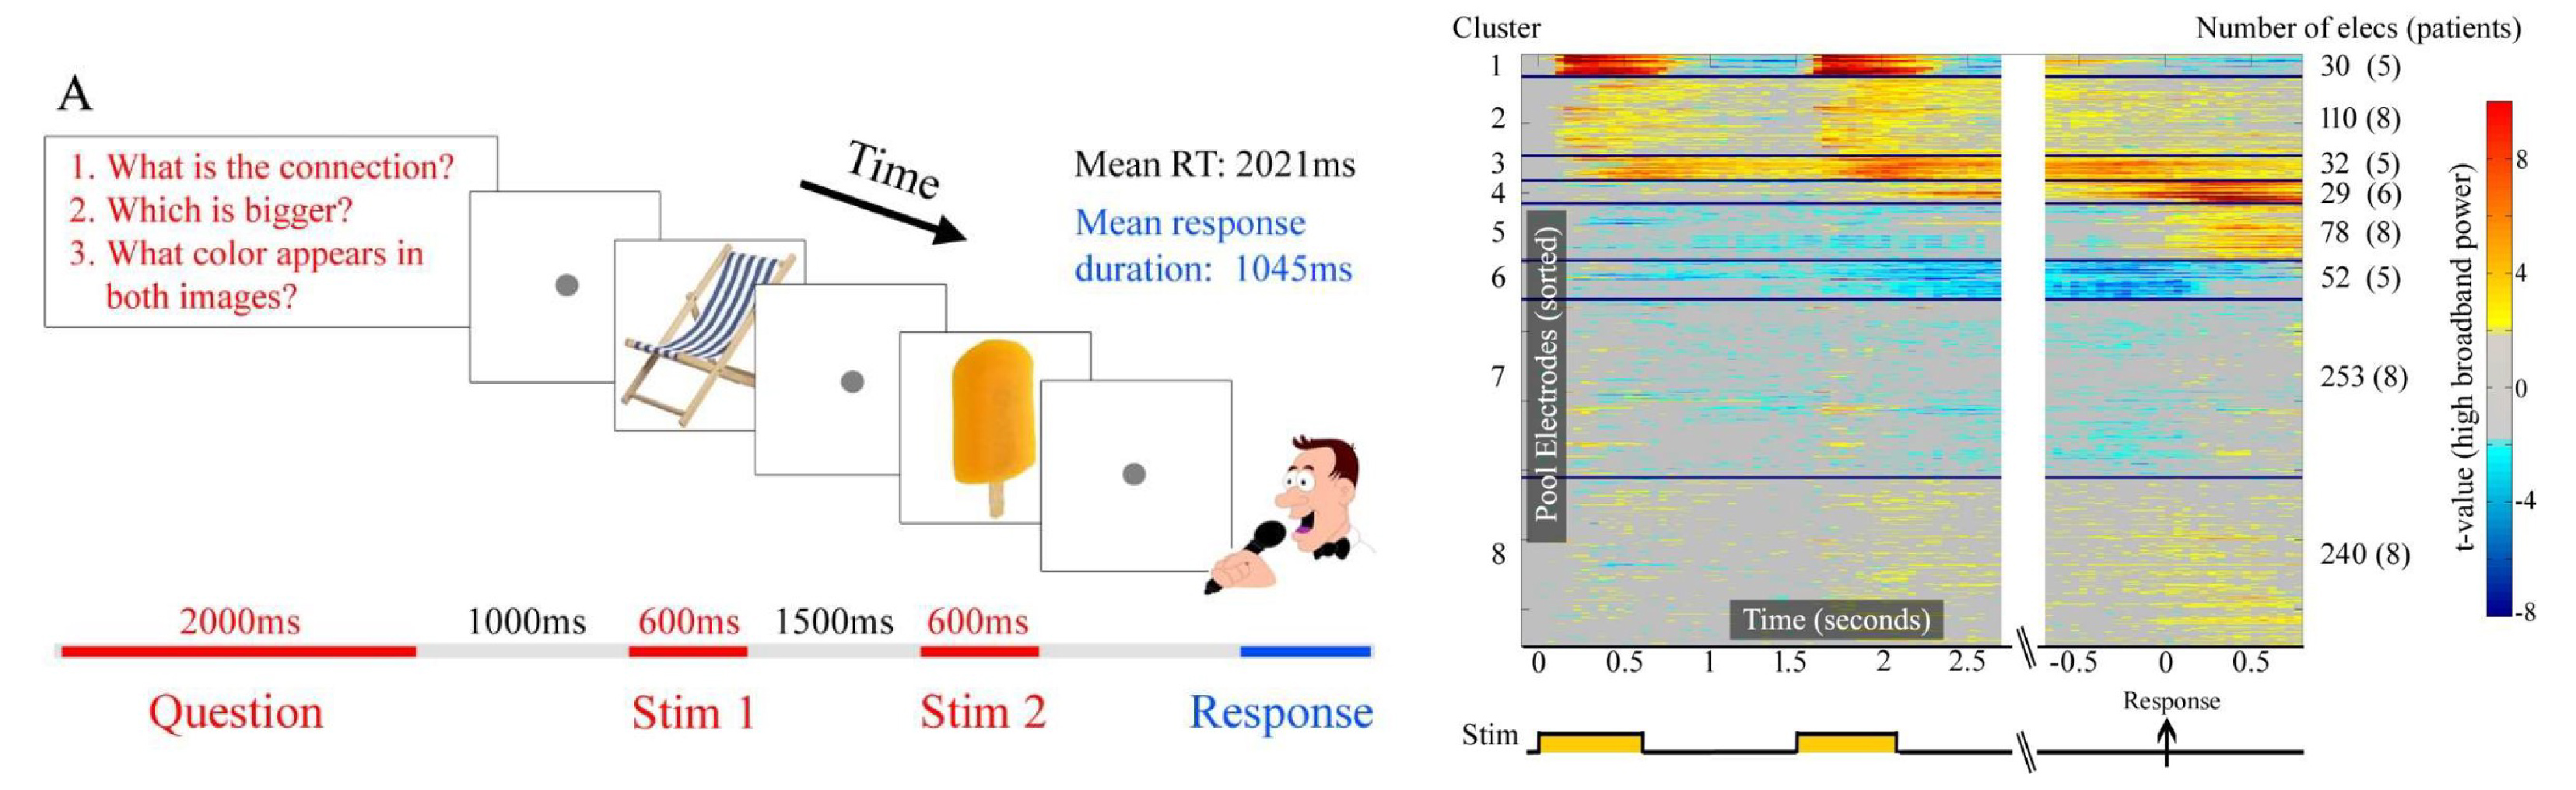 A
1. What is the connection?
2. Which is bigger?
3. What color appears in
both images?
Time
Mean RT: 2021ms
Mean response
duration: 1045ms
2000ms
1000ms
600ms
1500ms
600ms
Question
Stim 1
Stim 2
Response
Cluster
Number of elecs (patients)
1
30 (5)
2
110 (8)
3
32 (5)
4
29 (6)
5
78 (8)
6
52 (5)
7
253 (8)
8
240 (8)
Pool Electrodes (sorted)
Time (seconds)
0 0.5 1 1.5 2 2.5 -0.5 0 0.5
Response
Stim
t-value (high broadband power)
8
4
0
-4
-8